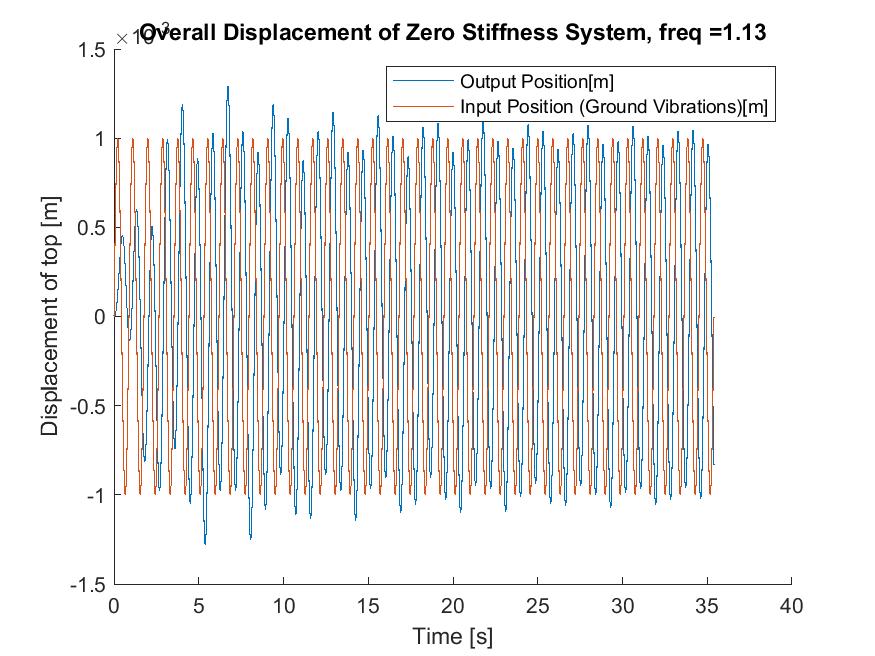 ×10-3
Overall Displacement of Zero Stiffness System, freq =1.13
Output Position[m]
Input Position (Ground Vibrations)[m]
1.5
1
0.5
0
-0.5
-1
-1.5
Displacement of top [m]
0 5 10 15 20 25 30 35 40
Time [s]